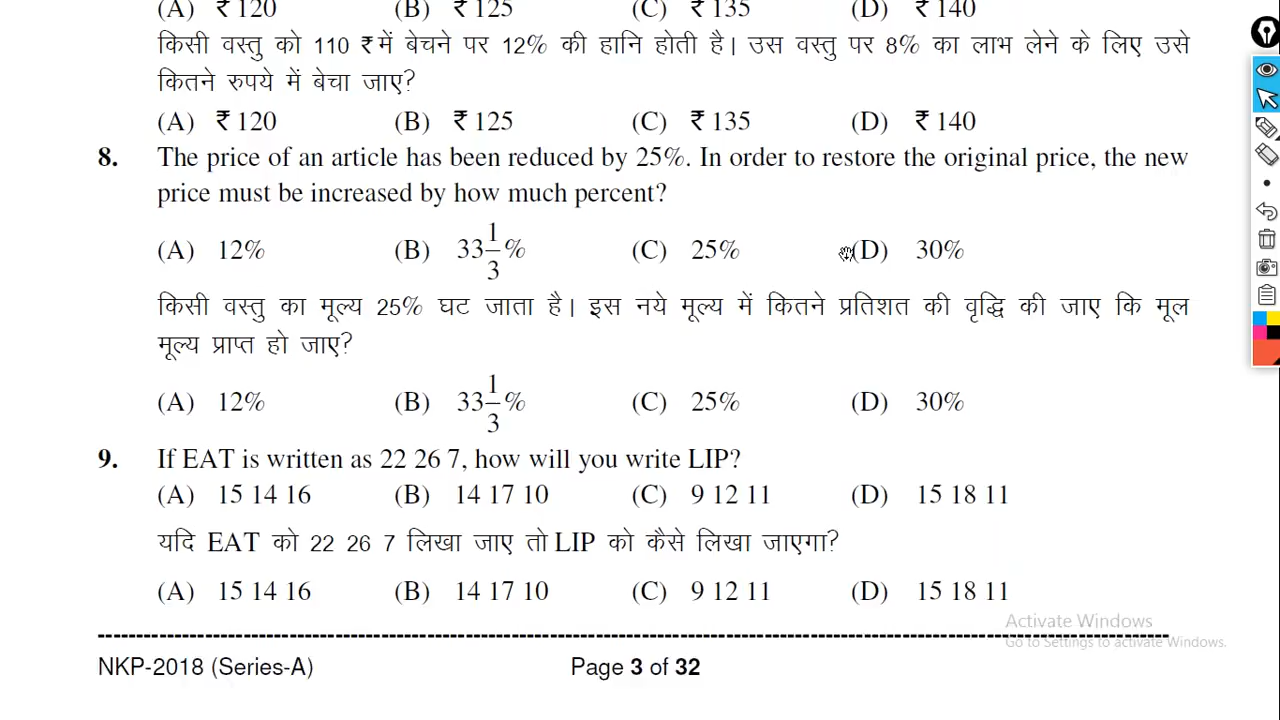 (A) ₹ 120 (B) ₹ 125 (C) ₹ 135 (D) ₹ 140
किसी वस्तु को 110 ₹ में बेचने पर 12% की हानि होती है। उस वस्तु पर 8% का लाभ लेने के लिए उसे
कितने रुपये में बेचा जाए?
(A) ₹ 120 (B) ₹ 125 (C) ₹ 135 (D) ₹ 140
8. The price of an article has been reduced by 25%. In order to restore the original price, the new
price must be increased by how much percent?
(A) 12% (B) 33 1/3 % (C) 25% (D) 30%
किसी वस्तु का मूल्य 25% घट जाता है। इस नये मूल्य में कितने प्रतिशत की वृद्धि की जाए कि मूल
मूल्य प्राप्त हो जाए?
(A) 12% (B) 33 1/3 % (C) 25% (D) 30%
9. If EAT is written as 22 26 7, how will you write LIP?
(A) 15 14 16 (B) 14 17 10 (C) 9 12 11 (D) 15 18 11
यदि EAT को 22 26 7 लिखा जाए तो LIP को कैसे लिखा जाएगा?
(A) 15 14 16 (B) 14 17 10 (C) 9 12 11 (D) 15 18 11
Activate Windows
Go to Settings to activate Windows.
NKP-2018 (Series-A) Page 3 of 32